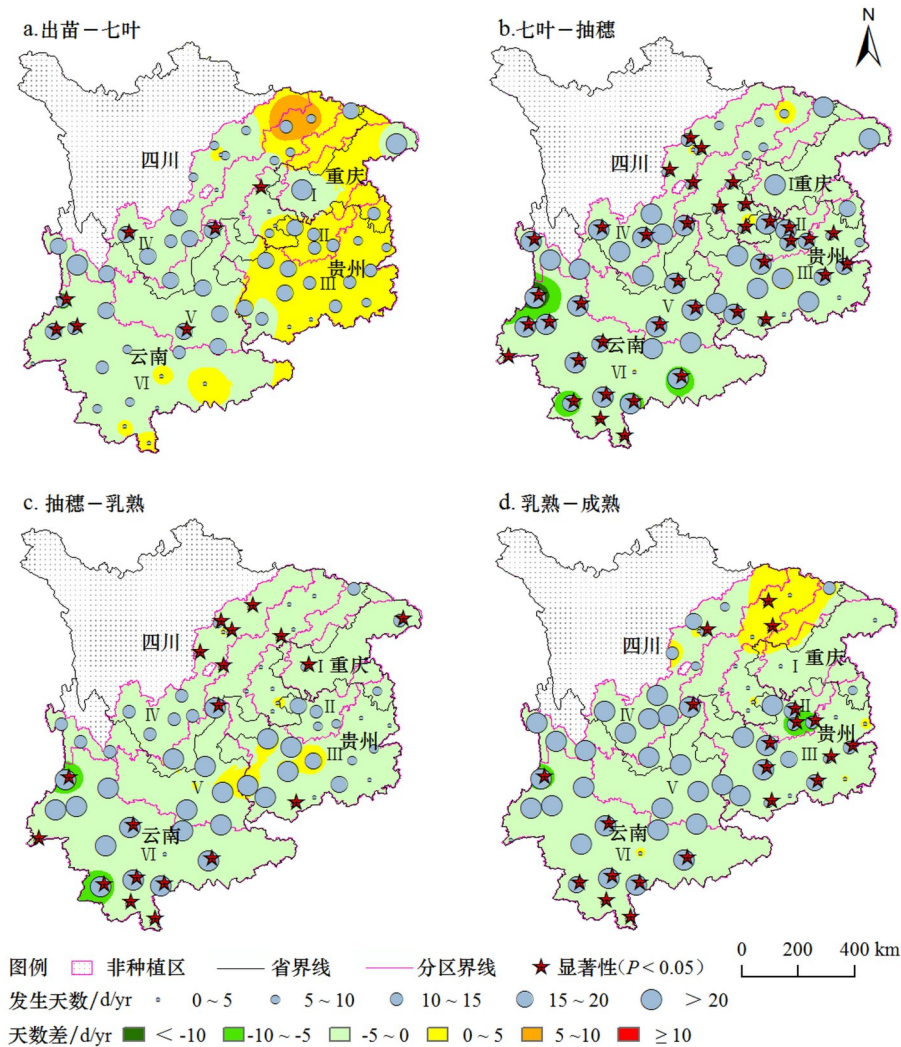 a. 出苗－七叶
b. 七叶－抽穗
N
四川
重庆
I
II
IV
贵州
III
V
云南
VI
四川
I 重庆
II
IV
贵州
III
V
云南
VI
c. 抽穗－乳熟
d. 乳熟－成熟
四川
I 重庆
II
IV
贵州
III
V
云南
VI
四川
重庆
I
II
IV
贵州
III
V
云南
VI
图例 非种植区 省界线 分区界线 显著性(P < 0.05)
0 200 400 km
发生天数/d/yr 0 ~ 5 5 ~ 10 10 ~ 15 15 ~ 20 > 20
天数差/d/yr < -10 -10 ~ -5 -5 ~ 0 0 ~ 5 5 ~ 10 ≥ 10